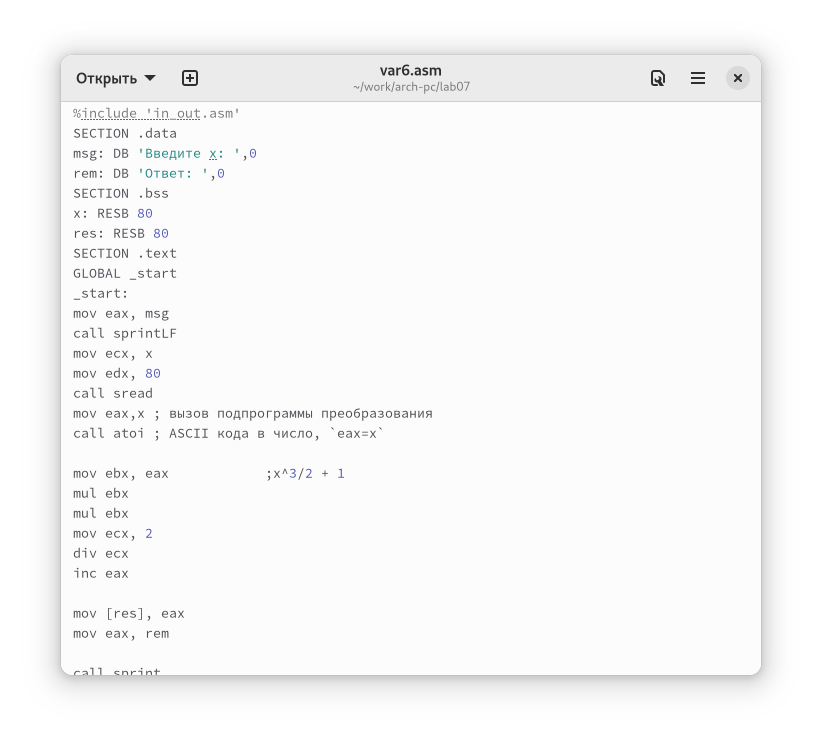 Открыть
var6.asm
~/work/arch-pc/lab07
%include 'in_out.asm'
SECTION .data
msg: DB 'Введите x: ',0
rem: DB 'Ответ: ',0
SECTION .bss
x: RESB 80
res: RESB 80
SECTION .text
GLOBAL _start
_start:
mov eax, msg
call sprintLF
mov ecx, x
mov edx, 80
call sread
mov eax,x ; вызов подпрограммы преобразования
call atoi ; ASCII кода в число, `eax=x`
mov ebx, eax            ;x^3/2 + 1
mul ebx
mul ebx
mov ecx, 2
div ecx
inc eax
mov [res], eax
mov eax, rem
call sprint